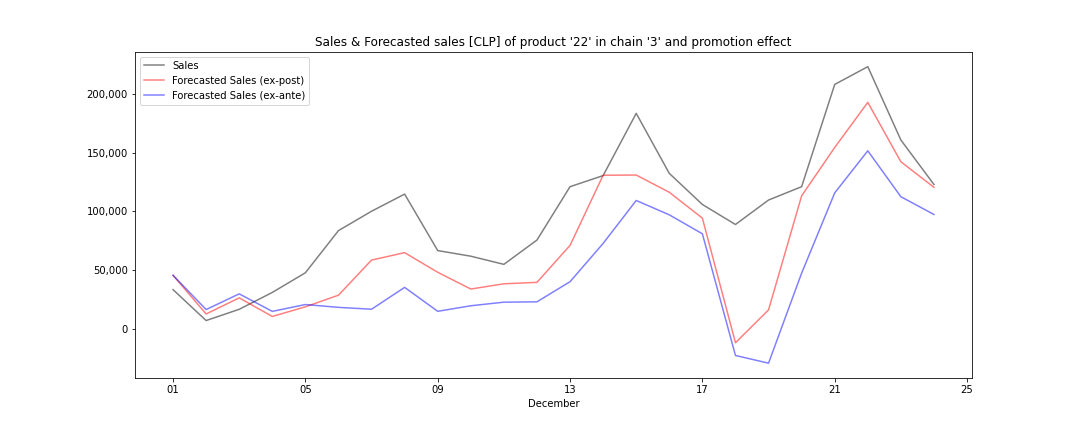 Sales & Forecasted sales [CLP] of product '22' in chain '3' and promotion effect
Sales
Forecasted Sales (ex-post)
Forecasted Sales (ex-ante)
200,000
150,000
100,000
50,000
0
01 05 09 13 17 21 25
December